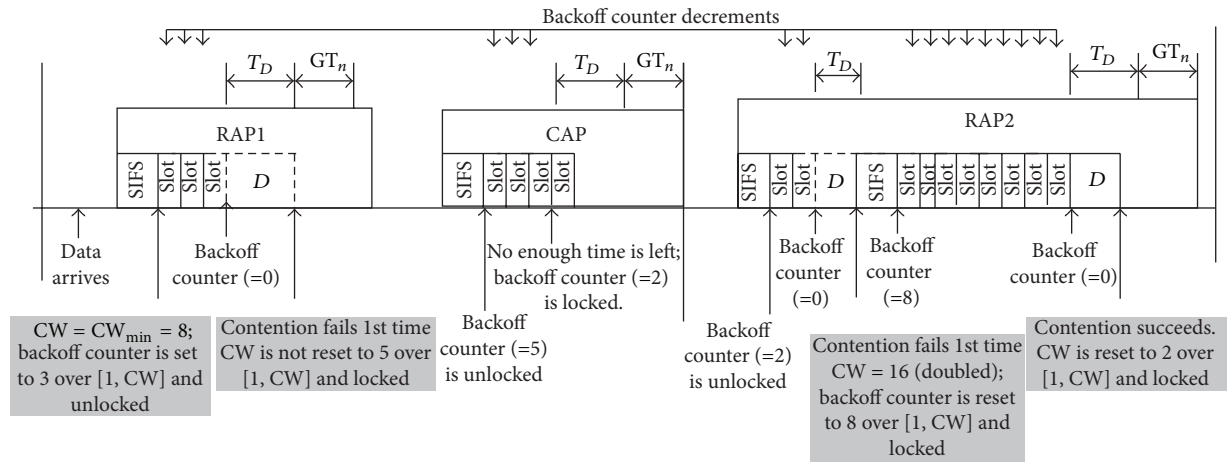 Backoff counter decrements
T_D
GT_n
T_D
GT_n
T_D
T_D
GT_n
RAP1
CAP
RAP2
SIFS
Slot
Slot
Slot
D
SIFS
Slot
Slot
Slot
Slot
SIFS
Slot
Slot
D
SIFS
Slot
Slot
Slot
Slot
Slot
Slot
Slot
Slot
D
Data
arrives
Backoff
counter (=0)
No enough time is left;
backoff counter (=2)
is locked.
Backoff
counter
(=0)
Backoff
counter
(=8)
Backoff
counter (=0)
CW = CW_min = 8;
backoff counter is set
to 3 over [1, CW] and
unlocked
Contention fails 1st time
CW is not reset to 5 over
[1, CW] and locked
Backoff
counter (=5)
is unlocked
Backoff
counter (=2)
is unlocked
Contention fails 1st time
CW = 16 (doubled);
backoff counter is reset
to 8 over [1, CW] and
locked
Contention succeeds.
CW is reset to 2 over
[1, CW] and locked